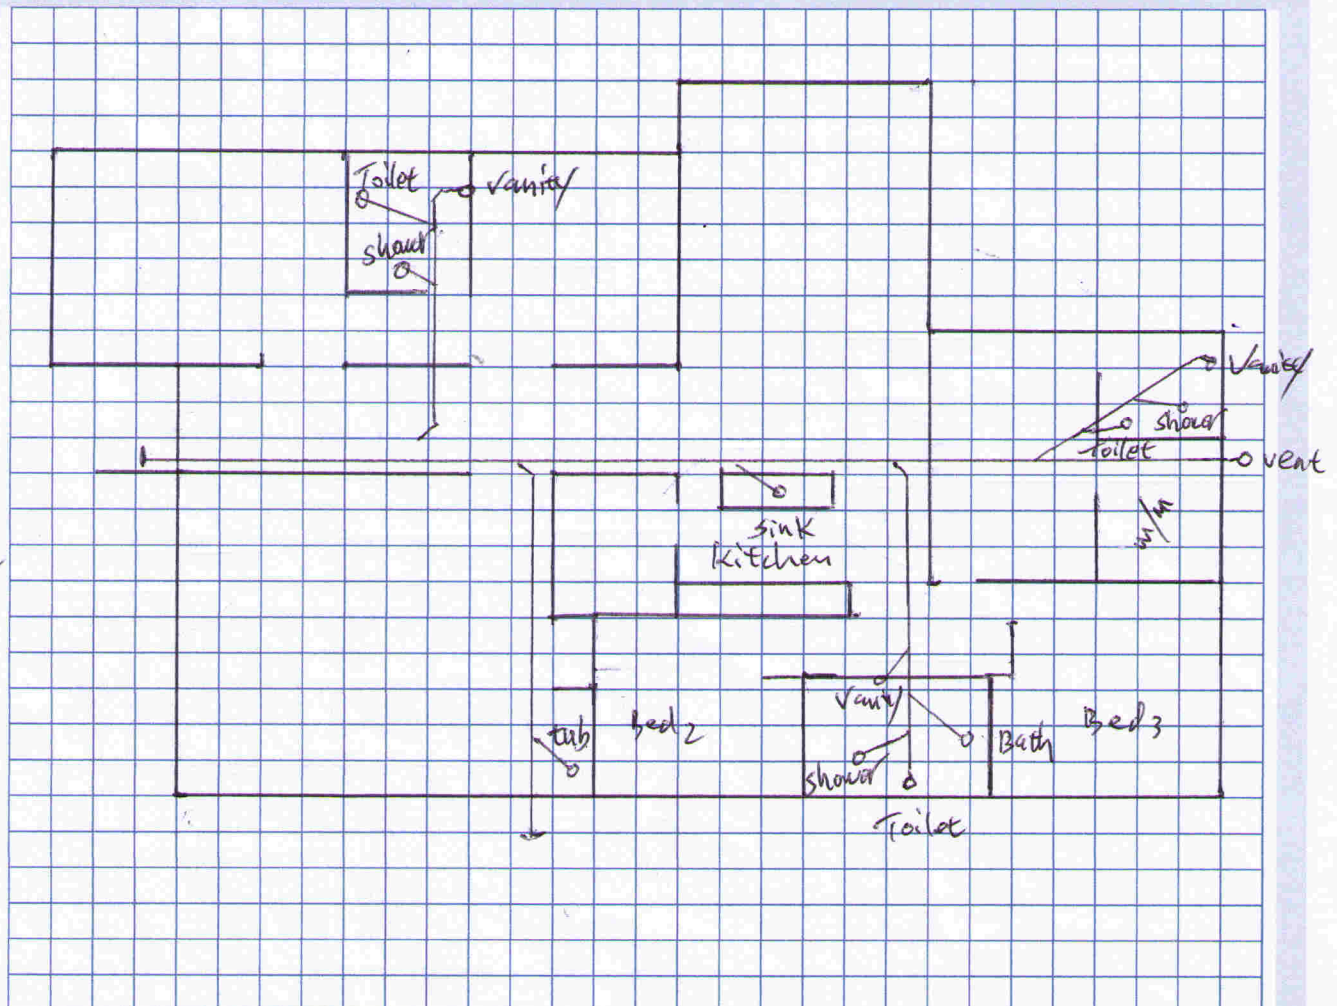 Toilet
Vanity
shower
Vanity
shower
Toilet
vent
sink
kitchen
Vanity
tub
Bed 2
shower
Bath
Bed 3
Toilet